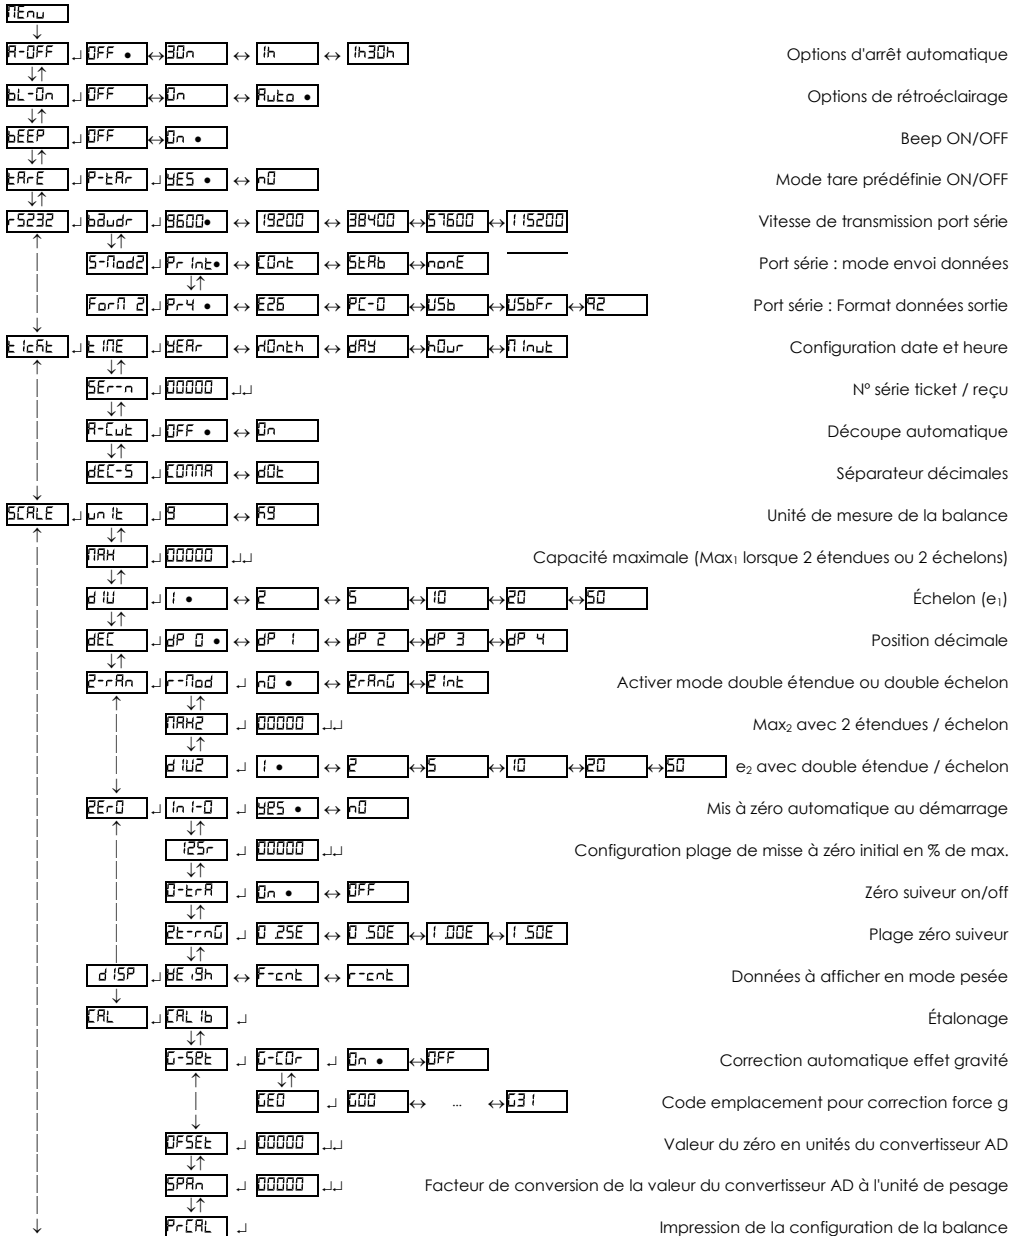 MEnu
A-OFF OFF • 30n 1h 1h30h Options d'arrêt automatique
bL-On OFF On Auto • Options de rétroéclairage
bEEP OFF On • Beep ON/OFF
tArE P-tAr YES • nO Mode tare prédéfinie ON/OFF
rS232 bAudr 9600• 19200 38400 57600 115200 Vitesse de transmission port série
S-Mod2 PrInt• COnt StAb nonE Port série : mode envoi données
ForM 2 Pr4 • E26 PC-0 USb USbFr 92 Port série : Format données sortie
tIcKt tIME YEAr MOnth dAY hOur MInut Configuration date et heure
SEr-n 00000 Nº série ticket / reçu
A-Cut OFF • On Découpe automatique
dEC-S COMMA dOt Séparateur décimales
SCALE unIt g Kg Unité de mesure de la balance
MAX 00000 Capacité maximale (Max1 lorsque 2 étendues ou 2 échelons)
dIV 1 • 2 5 10 20 50 Échelon (e1)
dEC dP 0 • dP 1 dP 2 dP 3 dP 4 Position décimale
2-rAn r-Mod nO • 2rAnG 2Int Activer mode double étendue ou double échelon
MAX2 00000 Max2 avec 2 étendues / échelon
dIV2 1 • 2 5 10 20 50 e2 avec double étendue / échelon
ZErO InI-0 YES • nO Mis à zéro automatique au démarrage
I2Sr 00000 Configuration plage de misse à zéro initial en % de max.
0-trA On • OFF Zéro suiveur on/off
Zt-rnG 0.25E 0.50E 1.00E 1.50E Plage zéro suiveur
dISP WEigh F-cnt r-cnt Données à afficher en mode pesée
CAL CALIb Étalonage
G-SEt G-COr On • OFF Correction automatique effet gravité
GEO G00 ... G31 Code emplacement pour correction force g
OFSEt 00000 Valeur du zéro en unités du convertisseur AD
SPAn 00000 Facteur de conversion de la valeur du convertisseur AD à l'unité de pesage
PrCAL Impression de la configuration de la balance